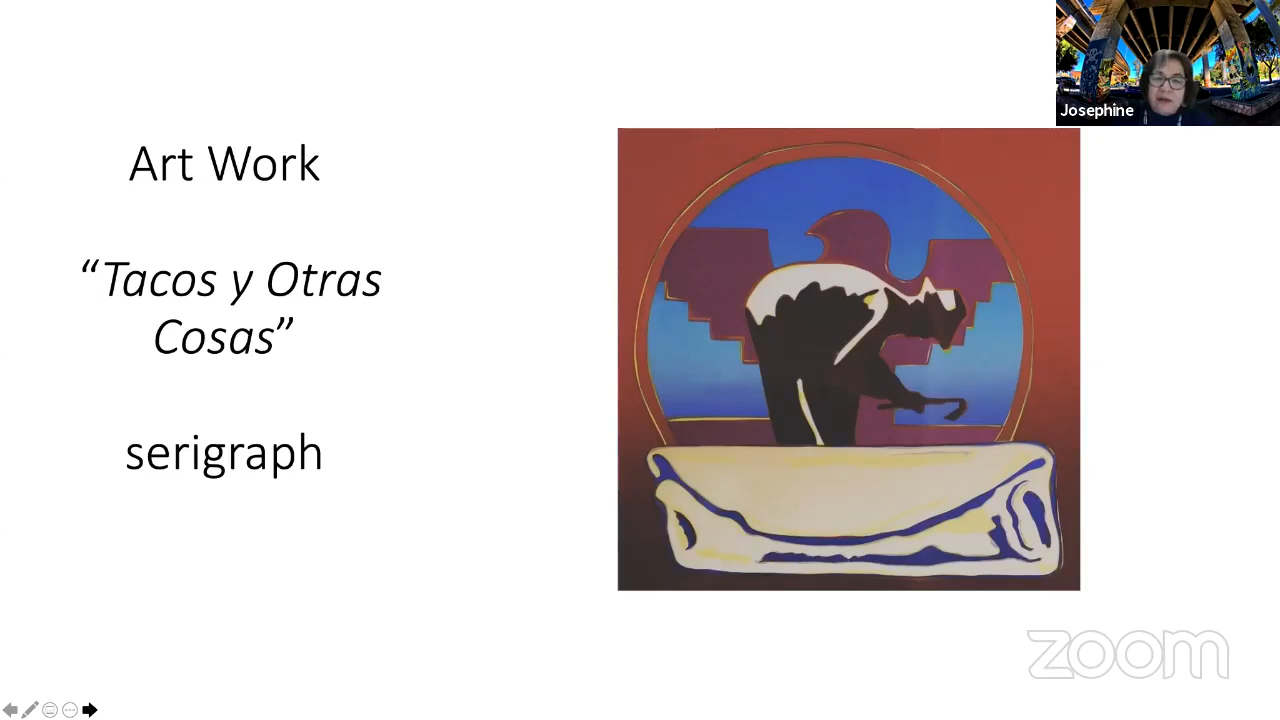 Josephine
Art Work
“Tacos y Otras
Cosas”
serigraph
zoom